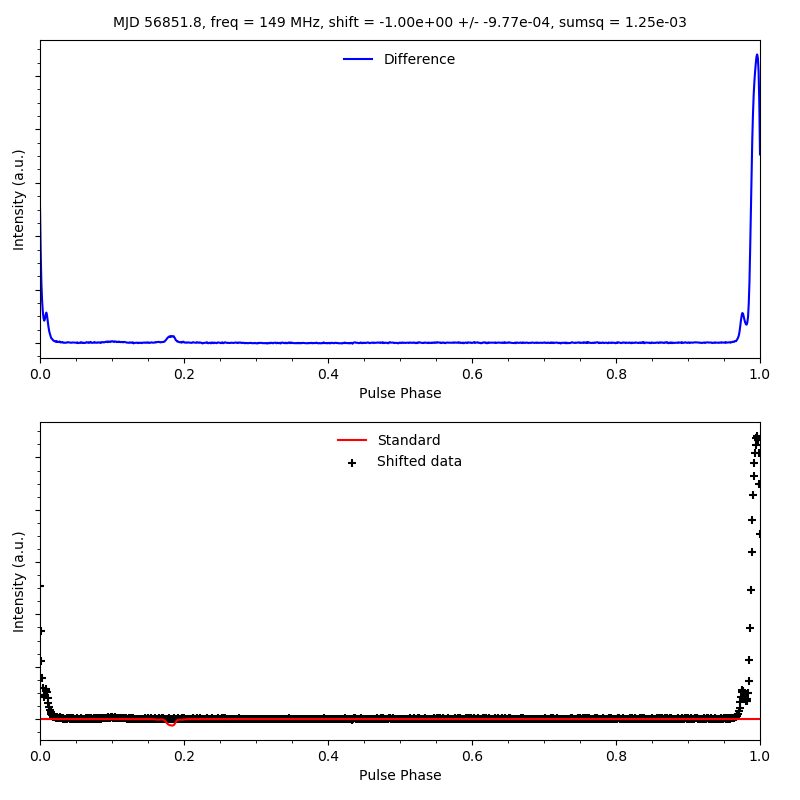 MJD 56851.8, freq = 149 MHz, shift = -1.00e+00 +/- -9.77e-04, sumsq = 1.25e-03
Difference
Intensity (a.u.)
0.0 0.2 0.4 0.6 0.8 1.0
Pulse Phase
Standard
Shifted data
Intensity (a.u.)
0.0 0.2 0.4 0.6 0.8 1.0
Pulse Phase